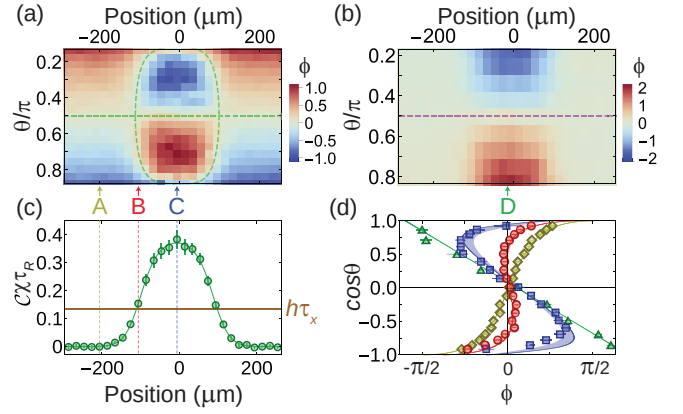 (a) Position (μm) (b) Position (μm)
−200 0 200 −200 0 200
θ/π 0.2 0.4 0.6 0.8 ϕ 1.0 0.5 0 −0.5 −1.0
θ/π 0.2 0.4 0.6 0.8 ϕ 2 1 0 −1 −2
A B C D
(c) (d)
CχτR 0.4 0.3 0.2 0.1 0 hτx
−200 0 200
Position (μm)
cosθ 1.0 0.5 0 −0.5 −1.0
-π/2 0 π/2
ϕ